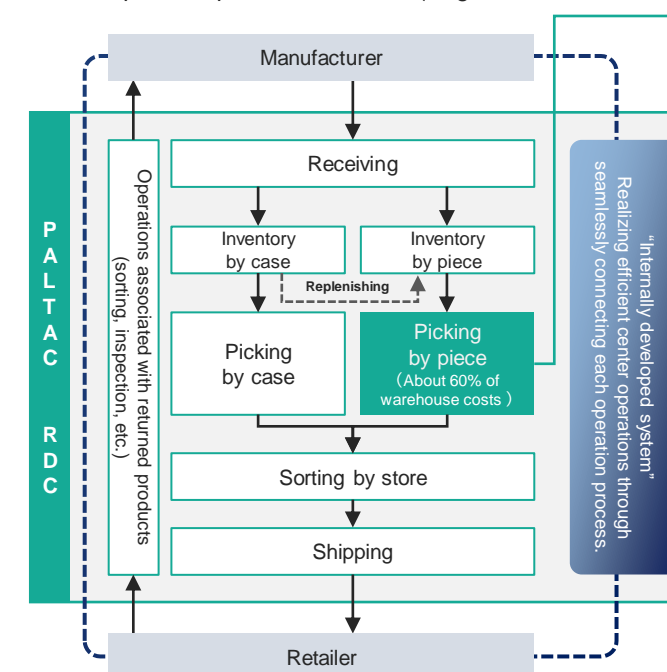 Manufacturer
PALTAC RDC
Operations associated with returned products
(sorting, inspection, etc.)
Receiving
Inventory
by case
Inventory
by piece
Replenishing
Picking
by case
Picking
by piece
(About 60% of
warehouse costs )
Sorting by store
Shipping
Retailer
“Internally developed system”
Realizing efficient center operations through
seamlessly connecting each operation process.